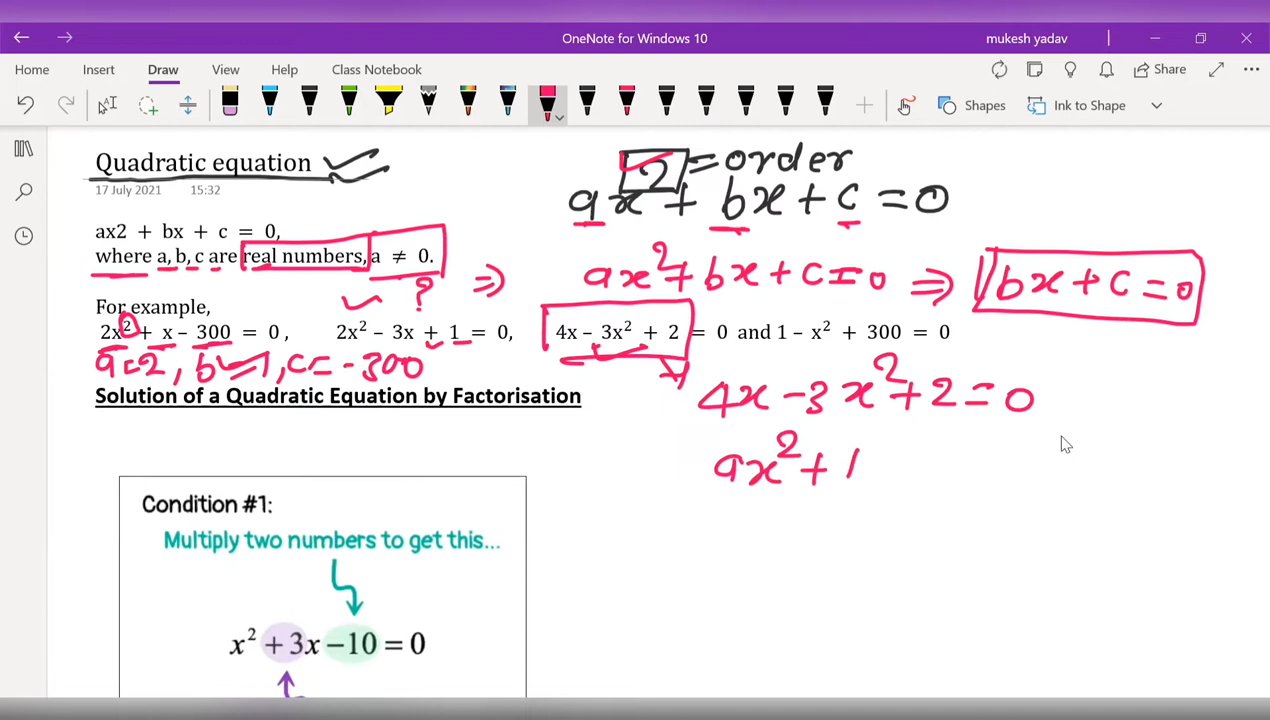 OneNote for Windows 10
mukesh yadav
Home Insert Draw View Help Class Notebook
Share
Shapes
Ink to Shape
Quadratic equation
17 July 2021 15:32
2 = order
ax + bx + c = 0
ax2 + bx + c = 0,
where a, b, c are real numbers, a ≠ 0.
?
⇒ ax² + bx + c = 0 ⇒ bx + c = 0
For example,
2x² + x − 300 = 0, 2x² − 3x + 1 = 0, 4x − 3x² + 2 = 0 and 1 − x² + 300 = 0
a = 2, b = 1, c = -300
4x − 3x² + 2 = 0
Solution of a Quadratic Equation by Factorisation
ax² + 1
Condition #1:
Multiply two numbers to get this...
x² + 3x − 10 = 0